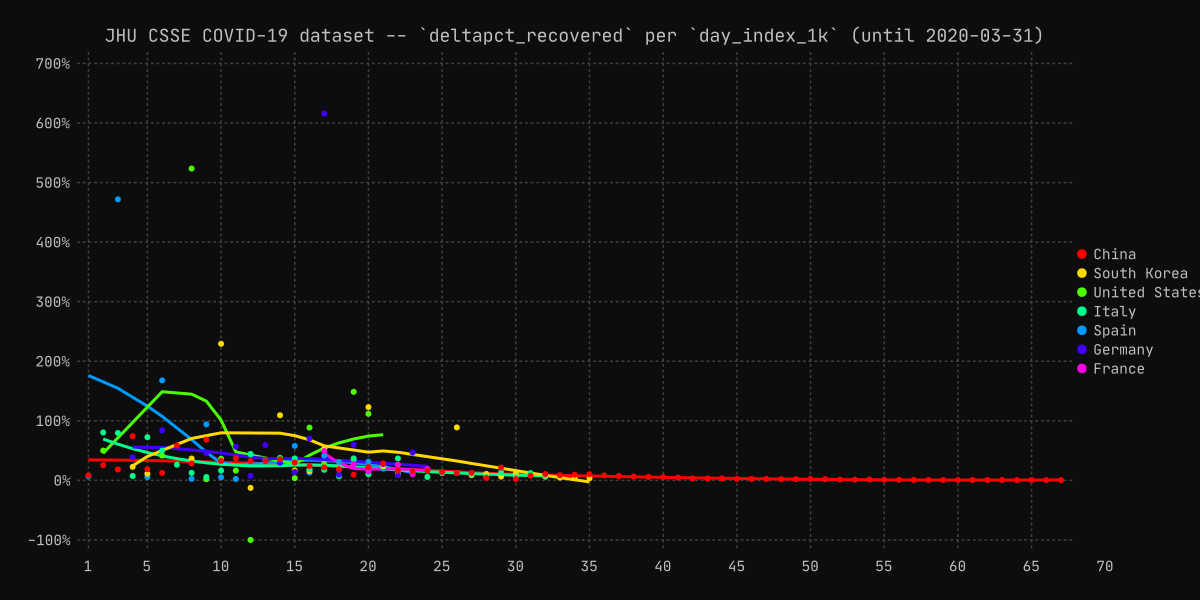 JHU CSSE COVID-19 dataset -- `deltapct_recovered` per `day_index_1k` (until 2020-03-31)
700%
600%
500%
400%
300%
200%
100%
0%
-100%
1 5 10 15 20 25 30 35 40 45 50 55 60 65 70
China
South Korea
United States
Italy
Spain
Germany
France